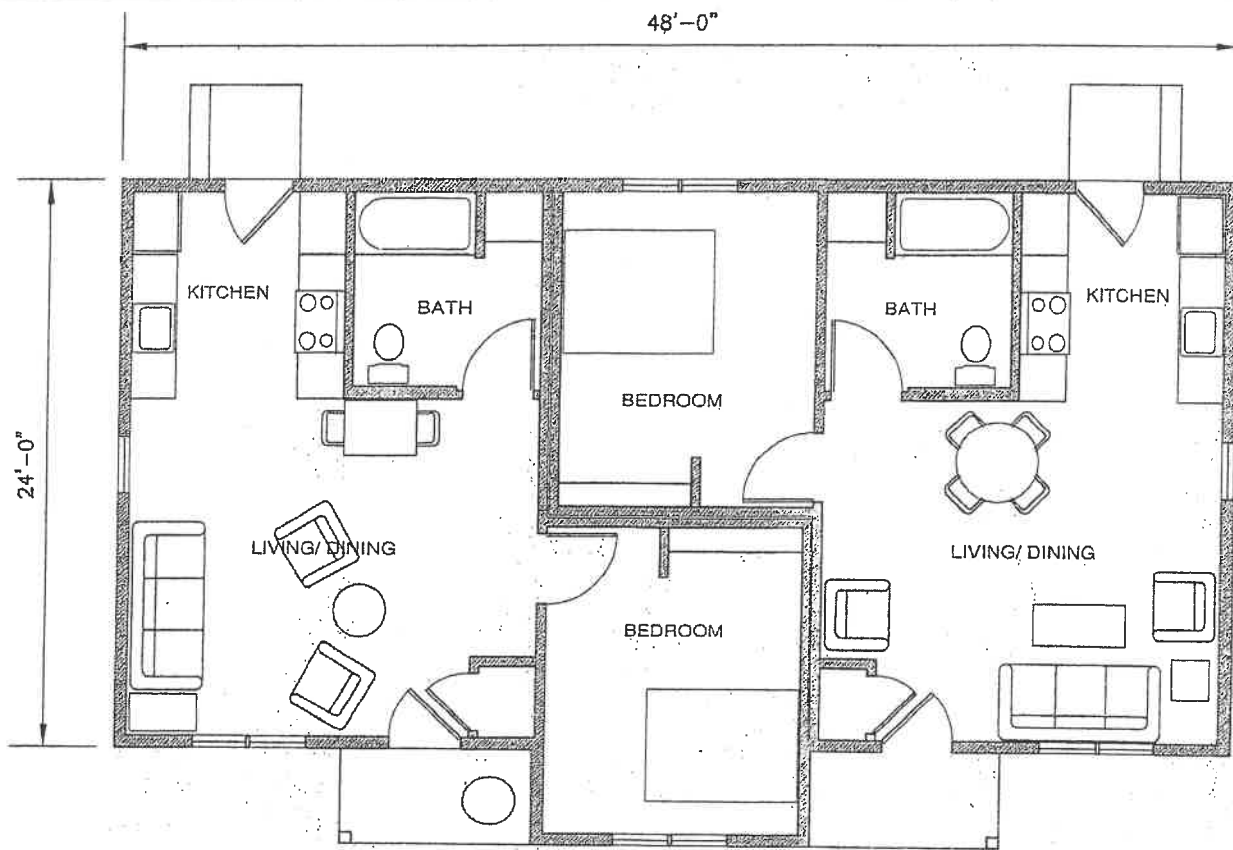 48'-0"
KITCHEN
BATH
BATH
KITCHEN
BEDROOM
24'-0"
LIVING/ DINING
LIVING/ DINING
BEDROOM